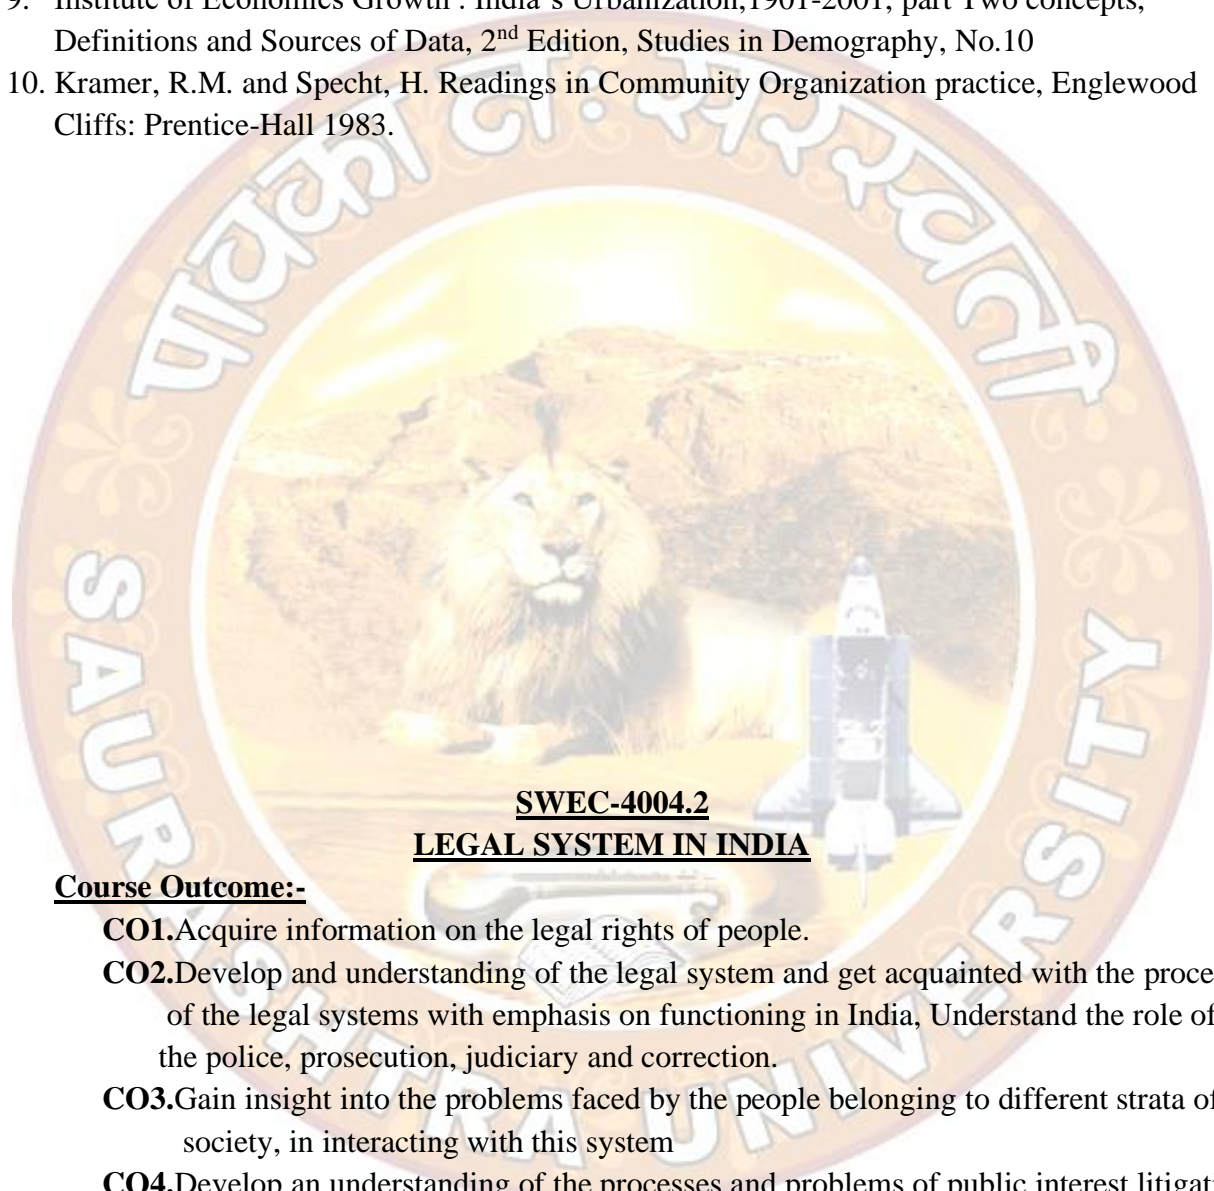 9. Institute of Economics Growth : India's Urbanization,1901-2001, part Two concepts,
Definitions and Sources of Data, 2nd Edition, Studies in Demography, No.10
10. Kramer, R.M. and Specht, H. Readings in Community Organization practice, Englewood
Cliffs: Prentice-Hall 1983.
पावका नः सरस्वती
SWEC-4004.2
LEGAL SYSTEM IN INDIA
Course Outcome:-
CO1.Acquire information on the legal rights of people.
CO2.Develop and understanding of the legal system and get acquainted with the proce
of the legal systems with emphasis on functioning in India, Understand the role of
the police, prosecution, judiciary and correction.
CO3.Gain insight into the problems faced by the people belonging to different strata of
society, in interacting with this system
CO4.Develop an understanding of the processes and problems of public interest litigat
SAURASHTRA UNIVERSITY